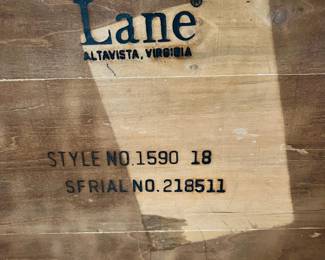 Lane®
ALTAVISTA, VIRGINIA
STYLE NO. 1590 18
SERIAL NO. 218511